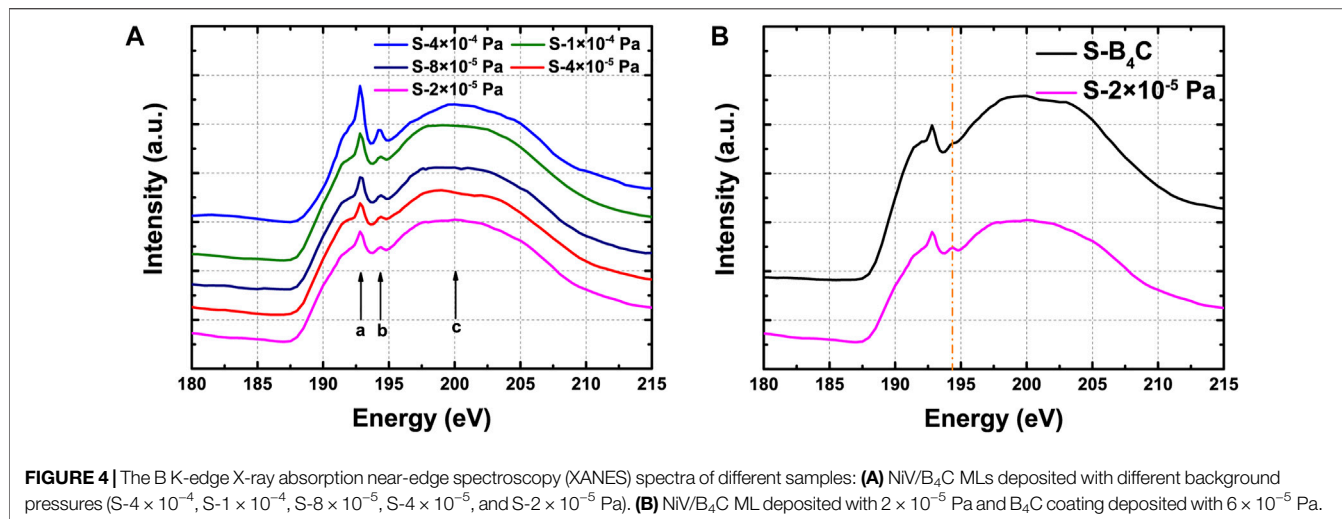 A
S-4×10⁻⁴ Pa S-1×10⁻⁴ Pa
S-8×10⁻⁵ Pa S-4×10⁻⁵ Pa
S-2×10⁻⁵ Pa
Intensity (a.u.)
a b c
180 185 190 195 200 205 210 215
Energy (eV)
B
S-B₄C
S-2×10⁻⁵ Pa
Intensity (a.u.)
180 185 190 195 200 205 210 215
Energy (eV)
FIGURE 4 | The B K-edge X-ray absorption near-edge spectroscopy (XANES) spectra of different samples: (A) NiV/B₄C MLs deposited with different background
pressures (S-4 × 10⁻⁴, S-1 × 10⁻⁴, S-8 × 10⁻⁵, S-4 × 10⁻⁵, and S-2 × 10⁻⁵ Pa). (B) NiV/B₄C ML deposited with 2 × 10⁻⁵ Pa and B₄C coating deposited with 6 × 10⁻⁵ Pa.